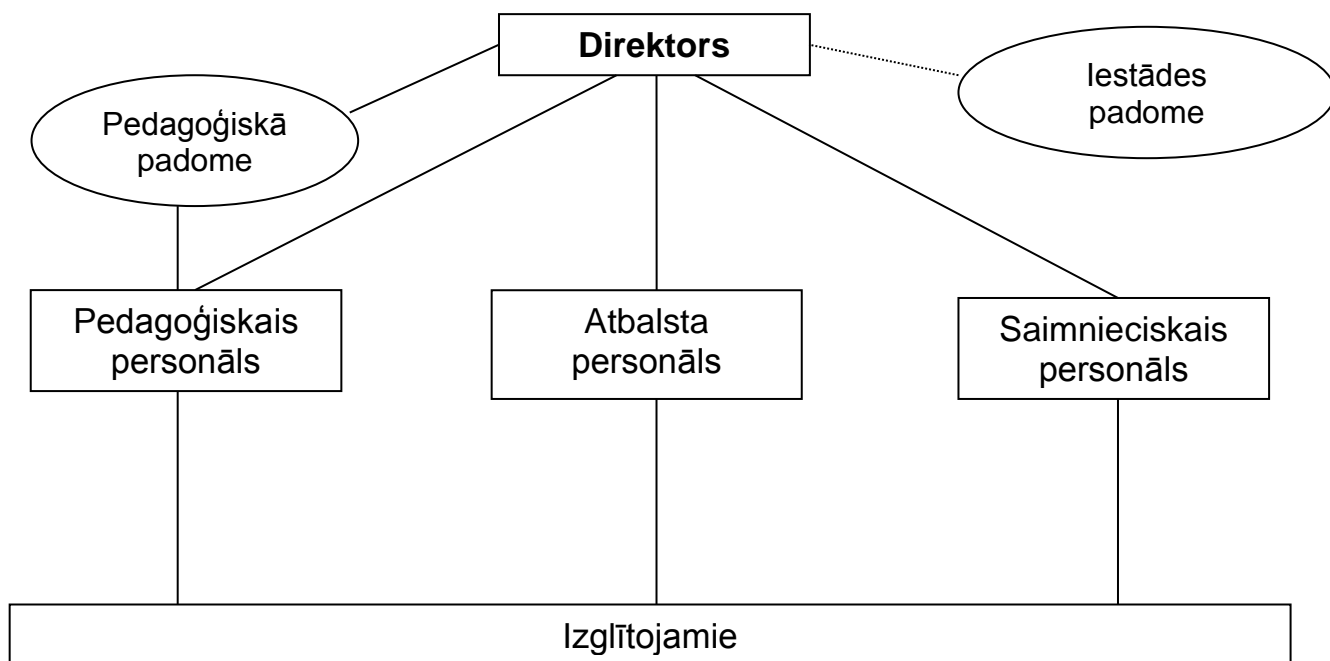 Direktors
Iestādes
padome
Pedagoģiskā
padome
Pedagoģiskais
personāls
Atbalsta
personāls
Saimnieciskais
personāls
Izglītojamie